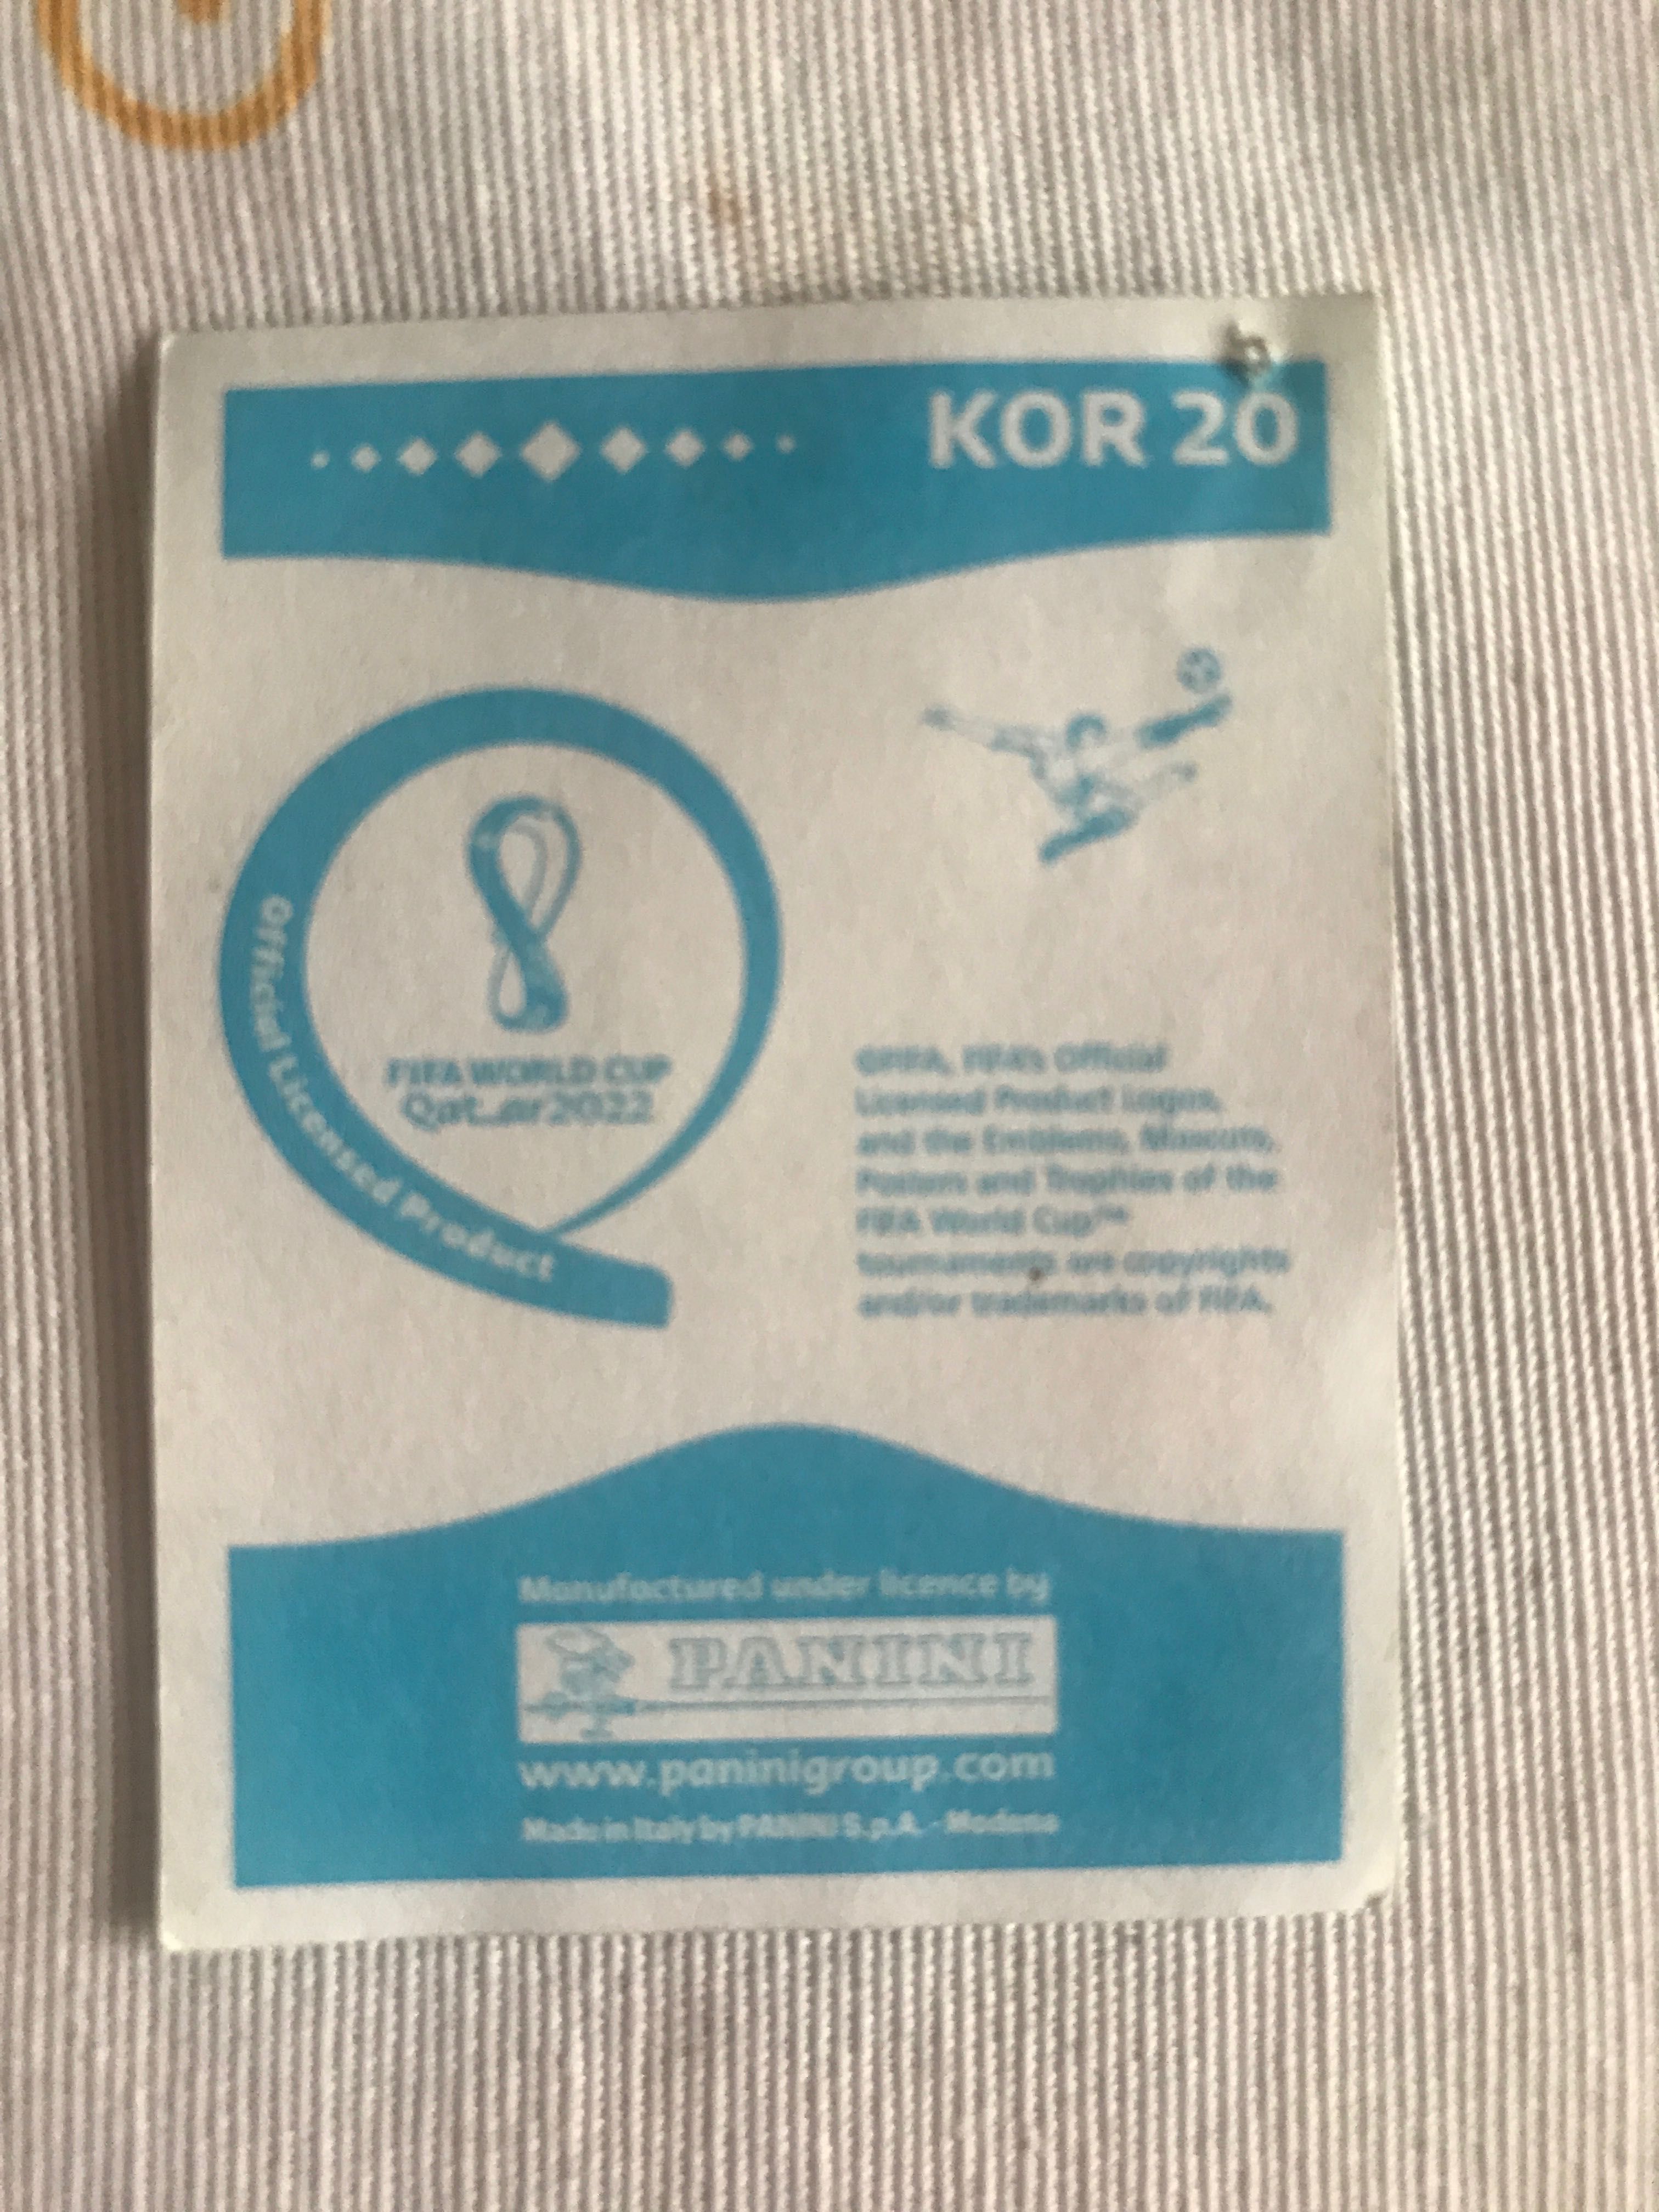 KOR 20
Official Licensed Product
FIFA WORLD CUP
Qatar2022
©FIFA, FIFA's Official
Licensed Product Logos,
and the Emblems, Mascots,
Posters and Trophies of the
FIFA World Cup™
tournaments are copyrights
and/or trademarks of FIFA.
Manufactured under licence by
PANINI
www.paninigroup.com
Made in Italy by PANINI S.p.A. - Modena